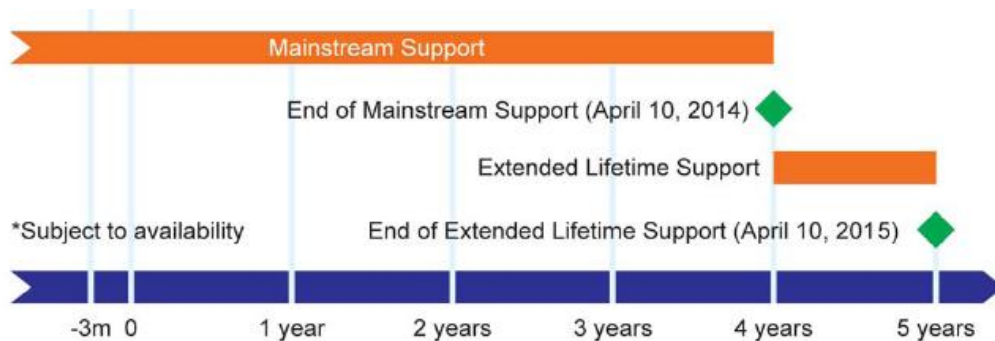 Mainstream Support
End of Mainstream Support (April 10, 2014)
Extended Lifetime Support
*Subject to availability
End of Extended Lifetime Support (April 10, 2015)
-3m 0 1 year 2 years 3 years 4 years 5 years